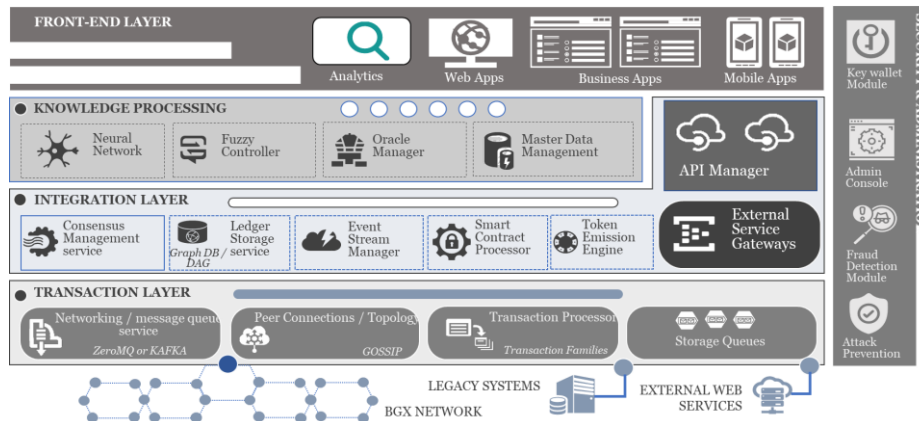 FRONT-END LAYER
Analytics
Web Apps
Business Apps
Mobile Apps
KNOWLEDGE PROCESSING
Neural
Network
Fuzzy
Controller
Oracle
Manager
Master Data
Management
API Manager
INTEGRATION LAYER
Consensus
Management
service
Ledger
Storage
service
Graph DB /
DAG
Event
Stream
Manager
Smart
Contract
Processor
Token
Emission
Engine
External
Service
Gateways
TRANSACTION LAYER
Networking / message queue
service
ZeroMQ or KAFKA
Peer Connections / Topology
GOSSIP
Transaction Processor
Transaction Families
Storage Queues
LEGACY SYSTEMS
BGX NETWORK
EXTERNAL WEB
SERVICES
Key wallet
Module
Admin
Console
Fraud
Detection
Module
Attack
Prevention